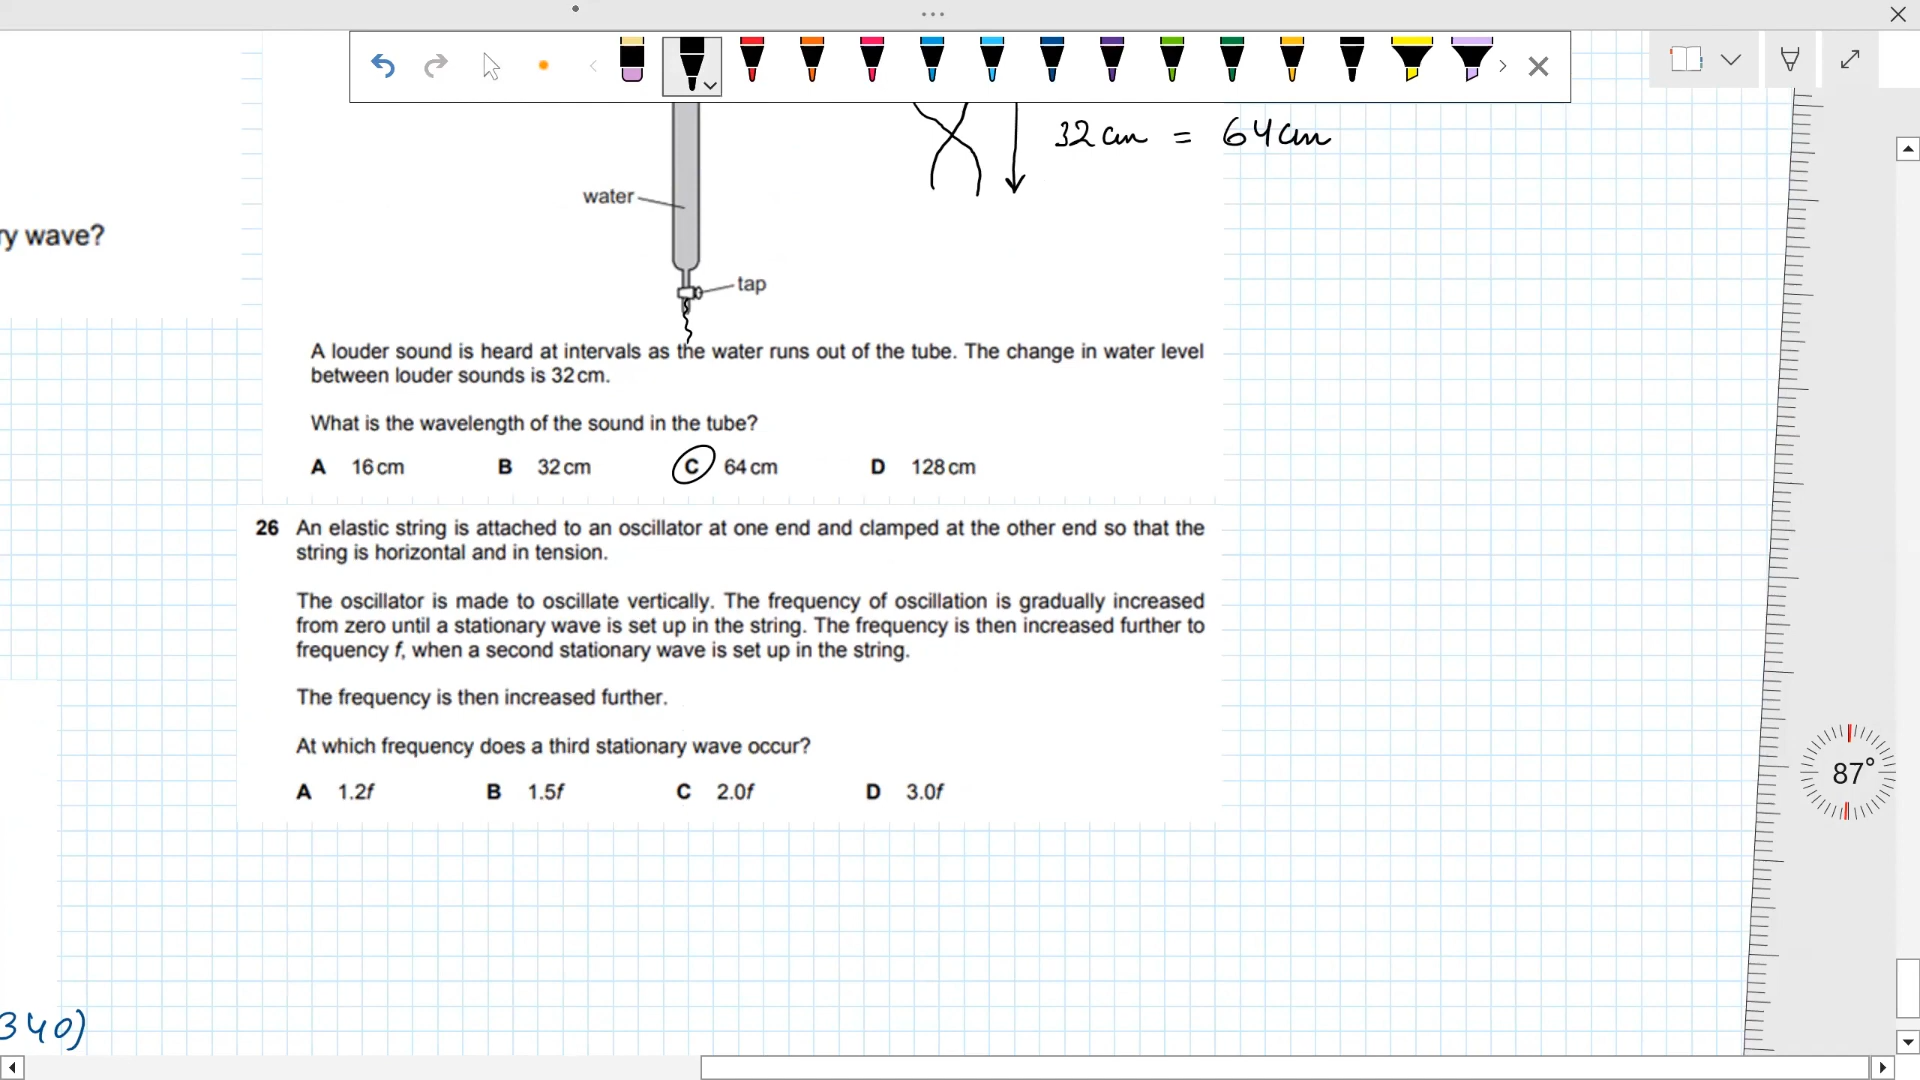 32 cm = 64 cm
water
ry wave?
tap
A louder sound is heard at intervals as the water runs out of the tube. The change in water level
between louder sounds is 32 cm.
What is the wavelength of the sound in the tube?
A 16 cm B 32 cm C 64 cm D 128 cm
26 An elastic string is attached to an oscillator at one end and clamped at the other end so that the
string is horizontal and in tension.
The oscillator is made to oscillate vertically. The frequency of oscillation is gradually increased
from zero until a stationary wave is set up in the string. The frequency is then increased further to
frequency f, when a second stationary wave is set up in the string.
The frequency is then increased further.
At which frequency does a third stationary wave occur?
A 1.2f B 1.5f C 2.0f D 3.0f
87°
340)